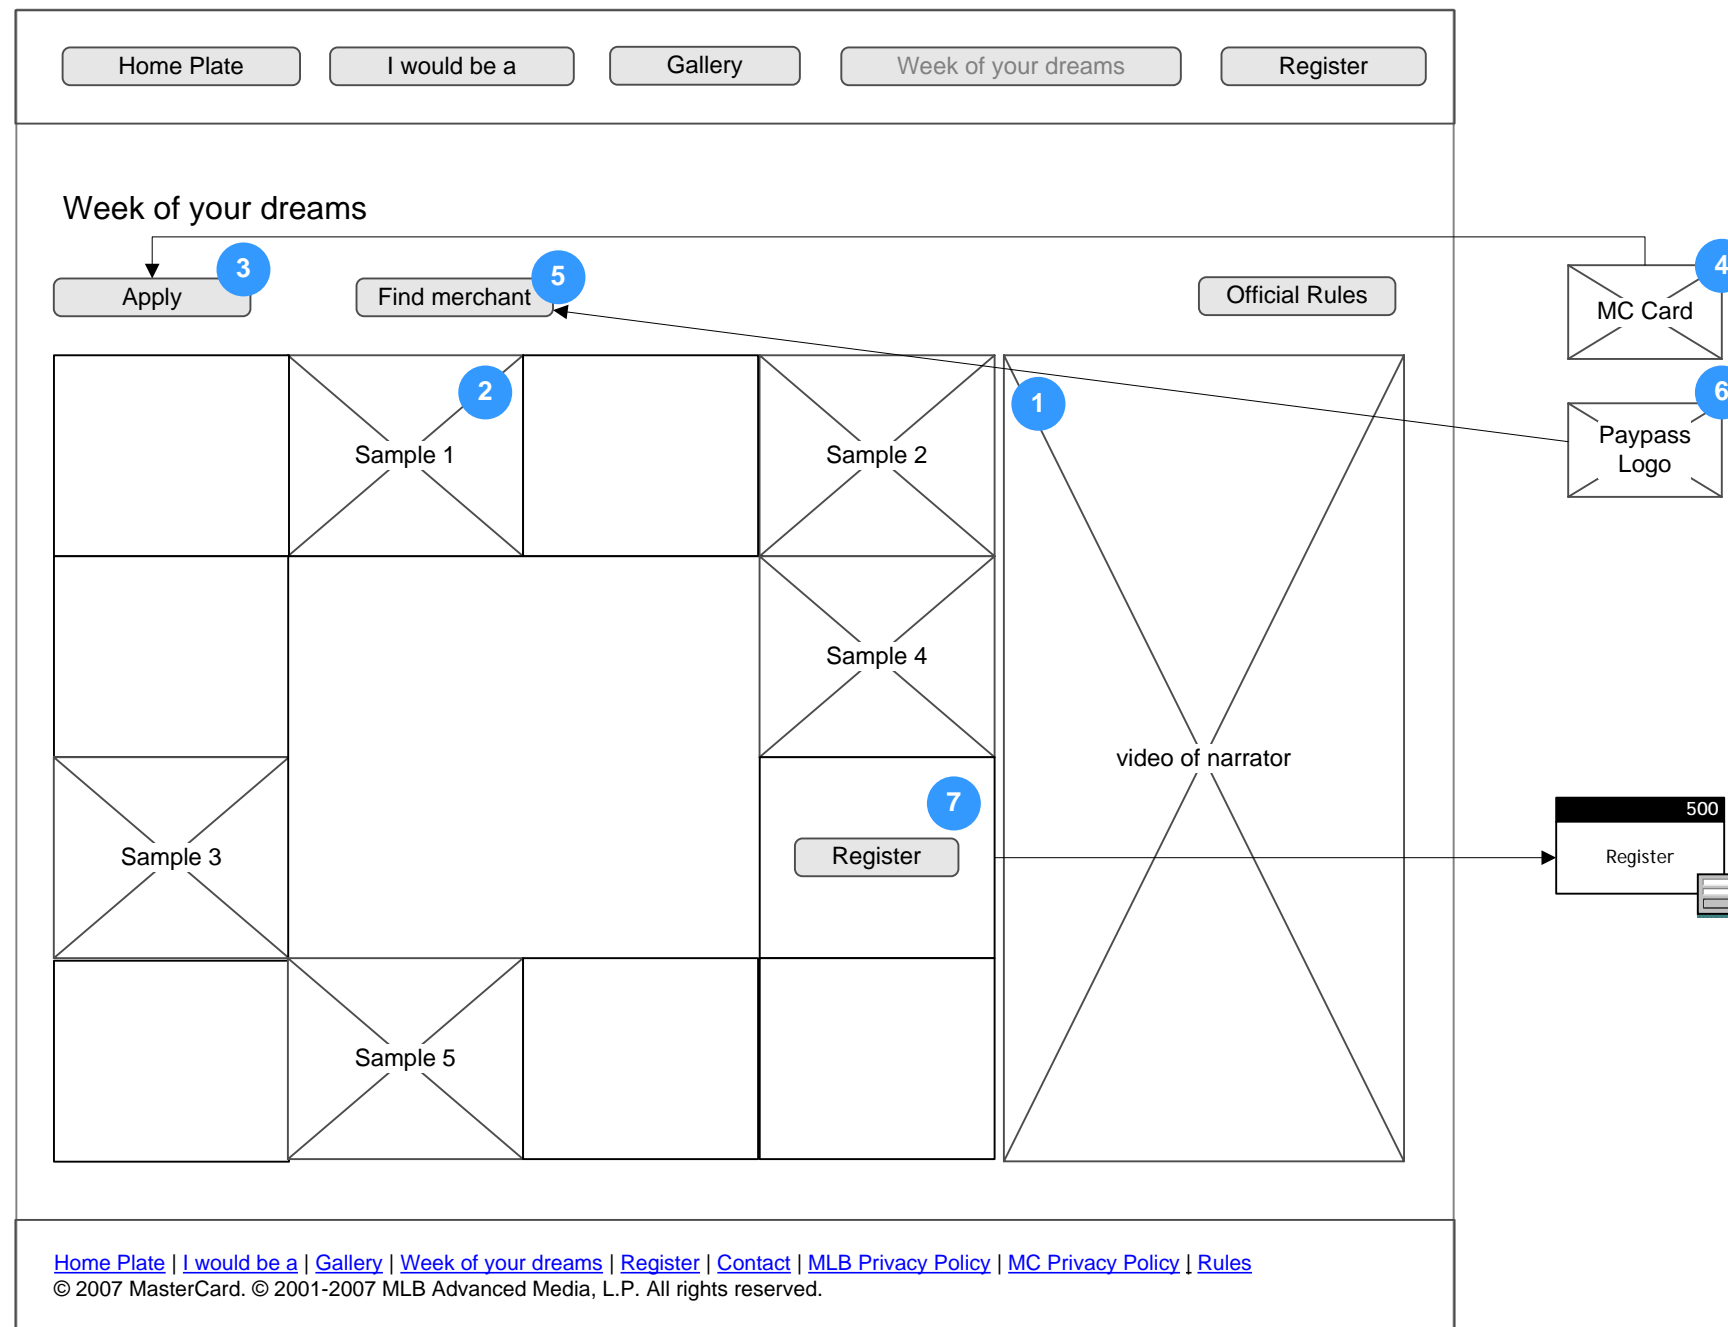 Home Plate
I would be a
Gallery
Week of your dreams
Register
Week of your dreams
3
5
4
Apply
Find merchant
Official Rules
MC Card
2
1
6
Sample 1
Sample 2
Paypass
Logo
Sample 4
video of narrator
7
500
Sample 3
Register
Register
Sample 5
Home Plate | I would be a | Gallery | Week of your dreams | Register | Contact | MLB Privacy Policy | MC Privacy Policy | Rules
© 2007 MasterCard. © 2001-2007 MLB Advanced Media, L.P. All rights reserved.